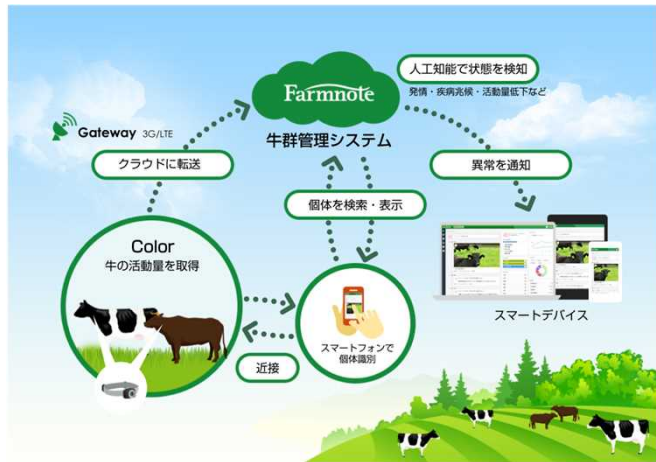 人工知能で状態を検知
発情・疾病兆候・活動量低下など
Farmnote
牛群管理システム
Gateway 3G/LTE
クラウドに転送
異常を通知
個体を検索・表示
Color
牛の活動量を取得
スマートフォンで
個体識別
近接
スマートデバイス